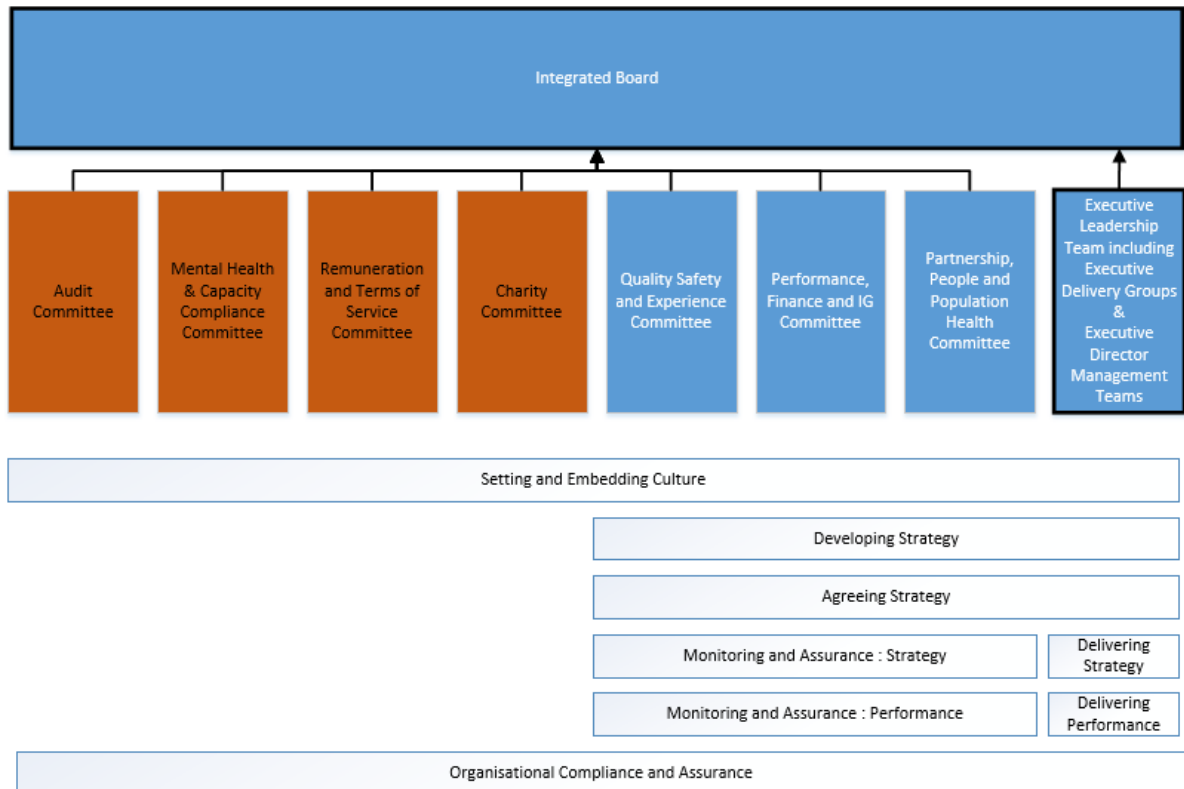 Integrated Board
Audit
Committee
Mental Health
& Capacity
Compliance
Committee
Remuneration
and Terms of
Service
Committee
Charity
Committee
Quality Safety
and Experience
Committee
Performance,
Finance and IG
Committee
Partnership,
People and
Population
Health
Committee
Executive
Leadership
Team including
Executive
Delivery Groups
&
Executive
Director
Management
Teams
Setting and Embedding Culture
Developing Strategy
Agreeing Strategy
Monitoring and Assurance : Strategy
Delivering
Strategy
Monitoring and Assurance : Performance
Delivering
Performance
Organisational Compliance and Assurance